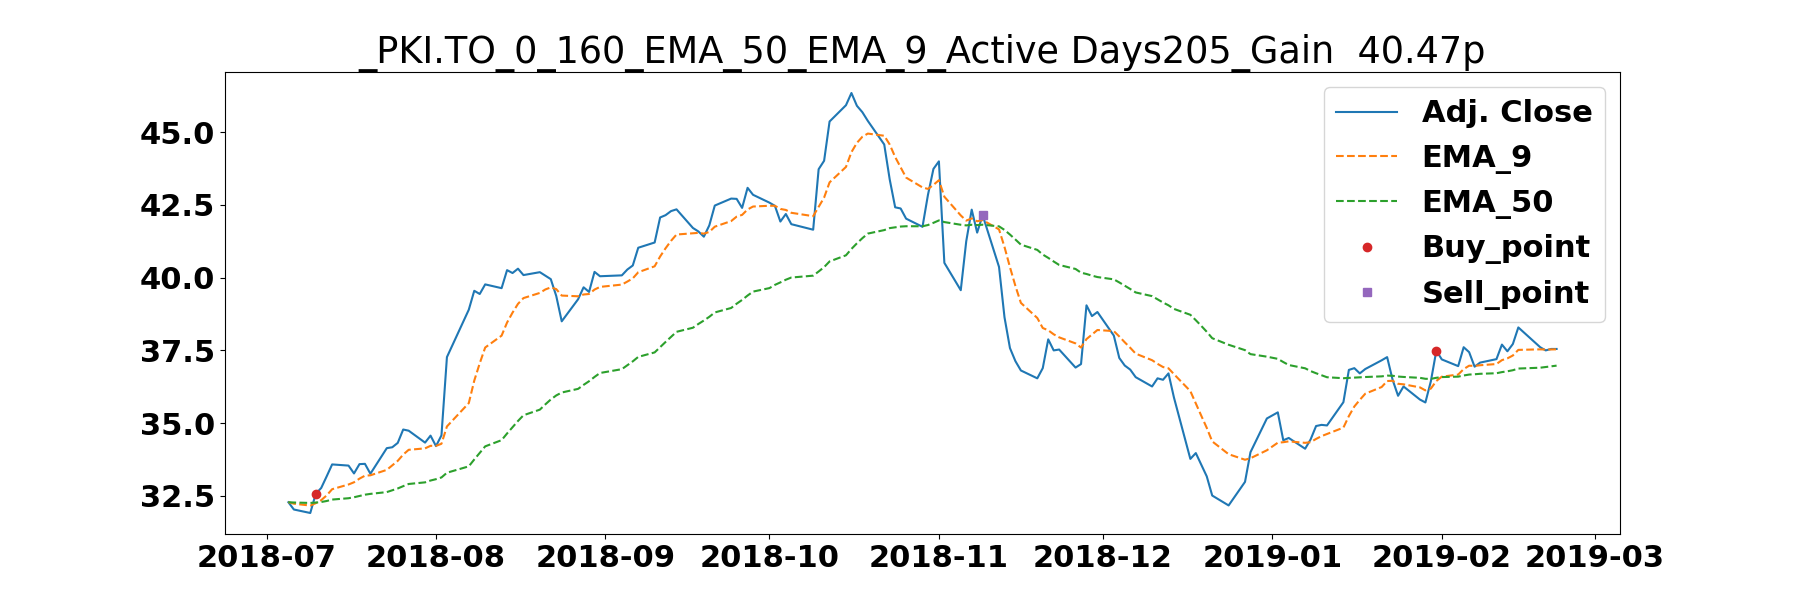 _PKI.TO_0_160_EMA_50_EMA_9_Active Days205_Gain  40.47p
45.0
42.5
40.0
37.5
35.0
32.5
Adj. Close
EMA_9
EMA_50
Buy_point
Sell_point
2018-07 2018-08 2018-09 2018-10 2018-11 2018-12 2019-01 2019-02 2019-03